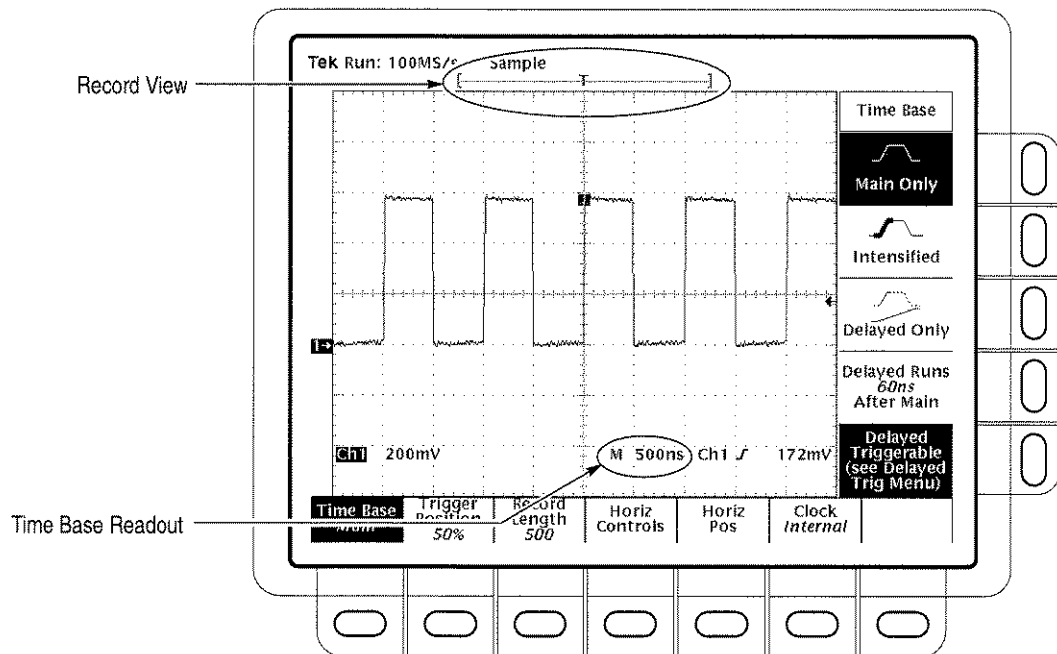 Tek Run: 100MS/s Sample
[ T ]
Record View
Time Base
Main Only
Intensified
Delayed Only
Delayed Runs
60ns
After Main
Delayed
Triggerable
(see Delayed
Trig Menu)
1→
Ch1 200mV M 500ns Ch1 172mV
Time Base Readout
Time Base
Main
Trigger
Position
50%
Record
Length
500
Horiz
Controls
Horiz
Pos
Clock
Internal